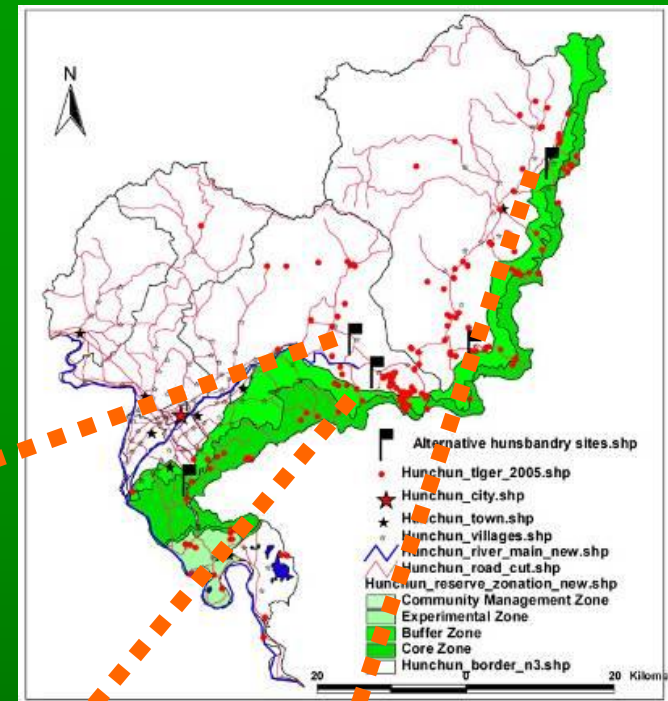 N
Alternative hunsbandry sites.shp
Hunchun_tiger_2005.shp
Hunchun_city.shp
Hunchun_town.shp
Hunchun_villages.shp
Hunchun_river_main_new.shp
Hunchun_road_cut.shp
Hunchun_reserve_zonation_new.shp
Community Management Zone
Experimental Zone
Buffer Zone
Core Zone
Hunchun_border_n3.shp
20 0 20 Kilom